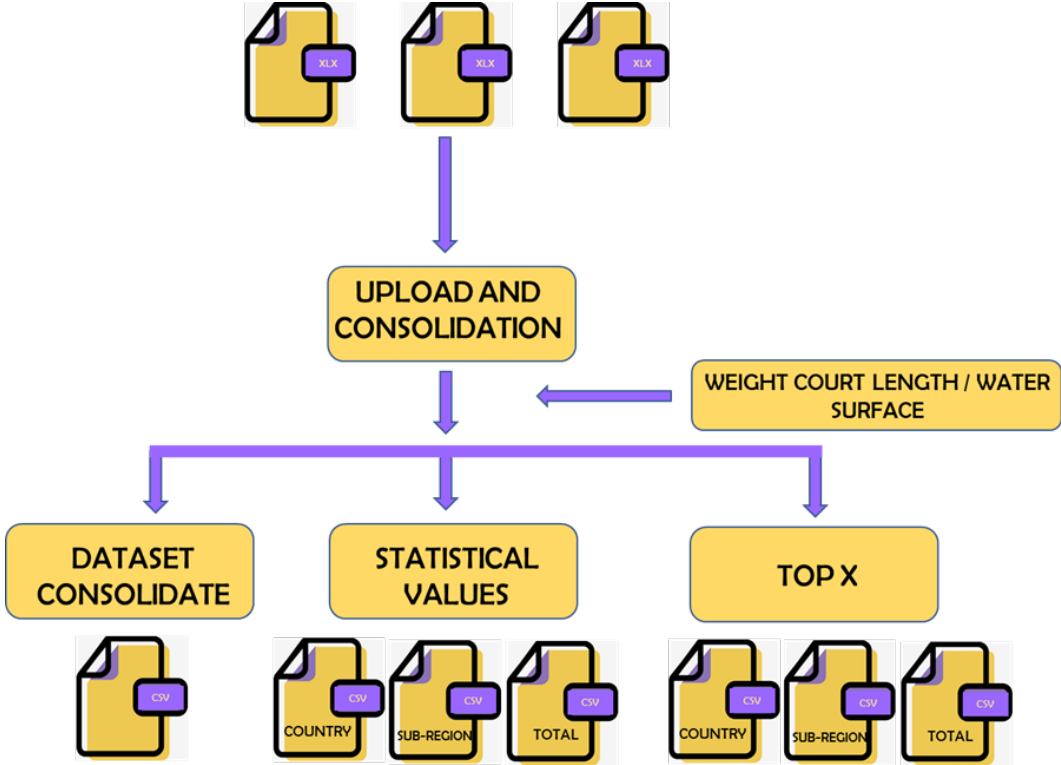 XLX
XLX
XLX
UPLOAD AND
CONSOLIDATION
WEIGHT COURT LENGTH / WATER
SURFACE
DATASET
CONSOLIDATE
STATISTICAL
VALUES
TOP X
CSV
CSV
COUNTRY
CSV
SUB-REGION
CSV
TOTAL
CSV
COUNTRY
CSV
SUB-REGION
CSV
TOTAL